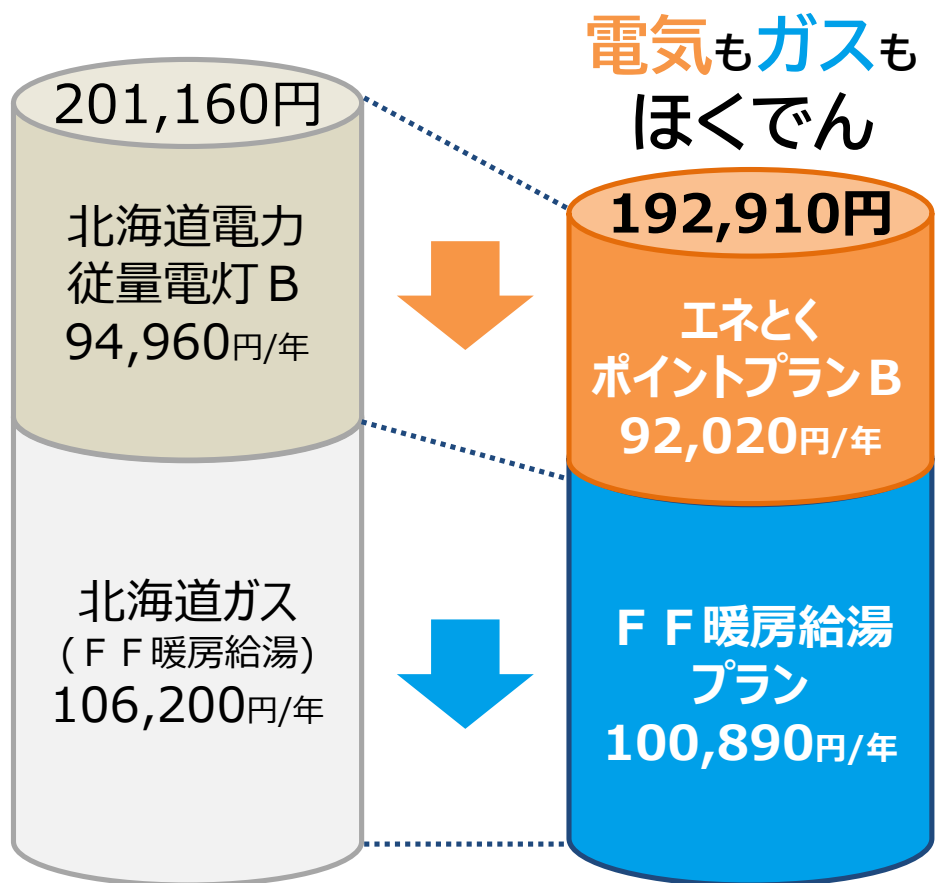 電気もガスも
ほくでん
201,160円
北海道電力
従量電灯Ｂ
94,960円/年
北海道ガス
(ＦＦ暖房給湯)
106,200円/年
192,910円
エネとく
ポイントプランＢ
92,020円/年
ＦＦ暖房給湯
プラン
100,890円/年